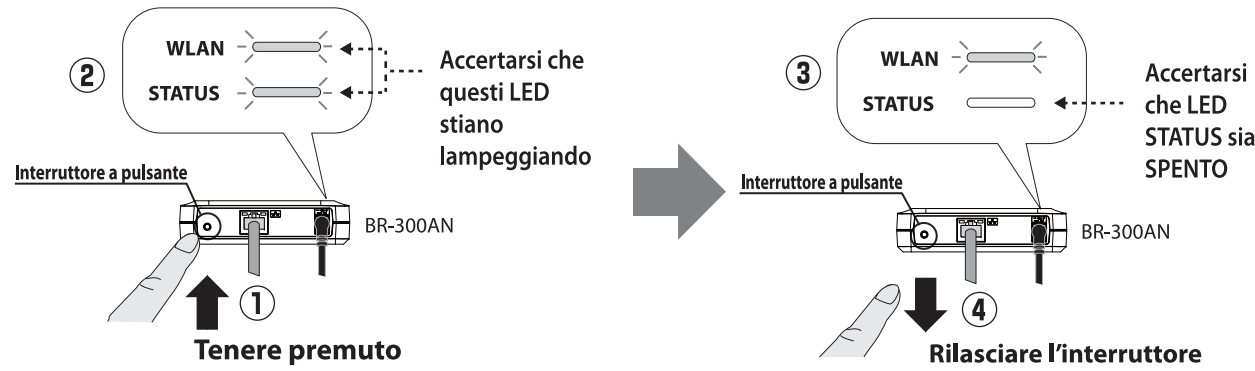 ②
WLAN
STATUS
Accertarsi che
questi LED
stiano
lampeggiando
Interruttore a pulsante
BR-300AN
①
Tenere premuto
③
WLAN
STATUS
Accertarsi
che LED
STATUS sia
SPENTO
Interruttore a pulsante
BR-300AN
④
Rilasciare l'interruttore